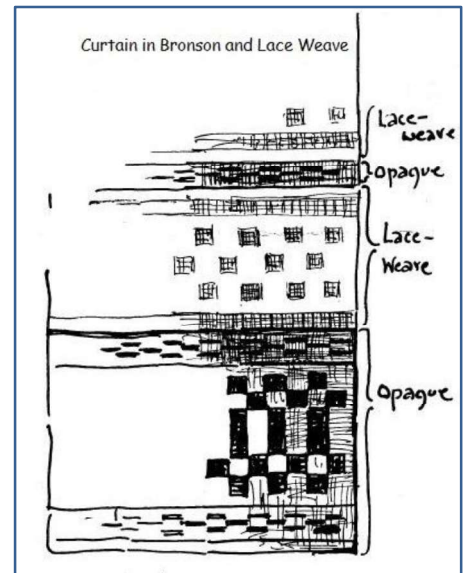 Curtain in Bronson and Lace Weave
Lace-
weave
Opaque
Lace-
Weave
Opaque